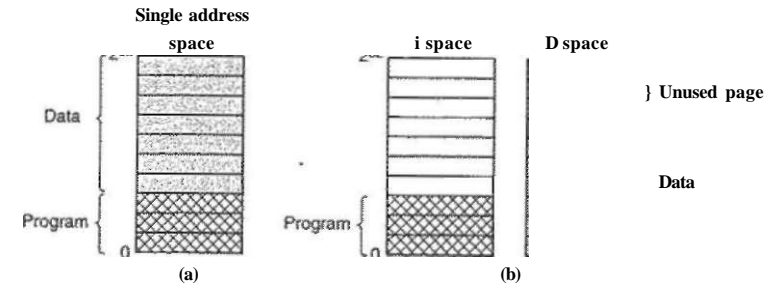 Single address
space
i space
D space
} Unused page
Data
Data
Program
Program
0
(a)
(b)